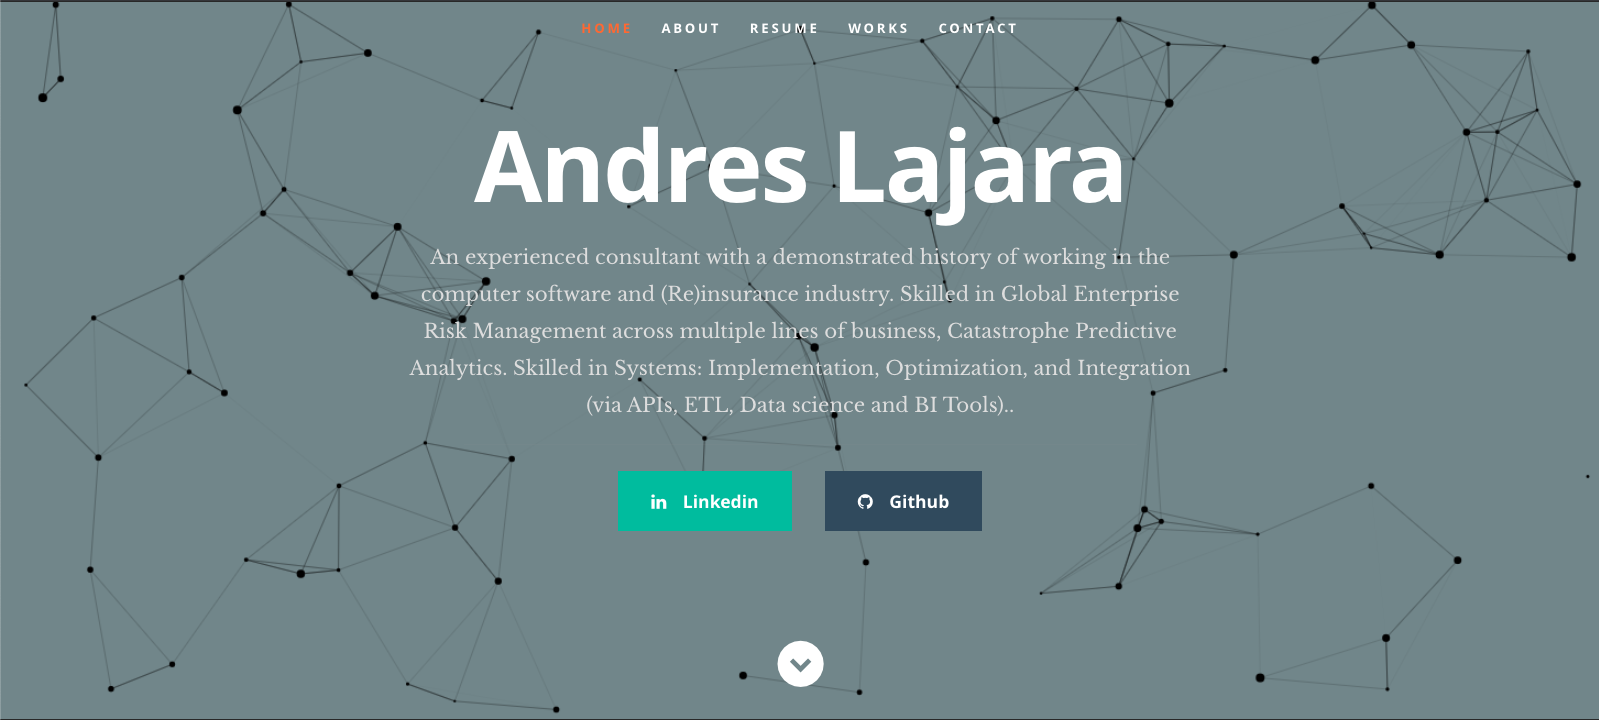 HOME ABOUT RESUME WORKS CONTACT
Andres Lajara
An experienced consultant with a demonstrated history of working in the
computer software and (Re)insurance industry. Skilled in Global Enterprise
Risk Management across multiple lines of business, Catastrophe Predictive
Analytics. Skilled in Systems: Implementation, Optimization, and Integration
(via APIs, ETL, Data science and BI Tools)..
Linkedin Github